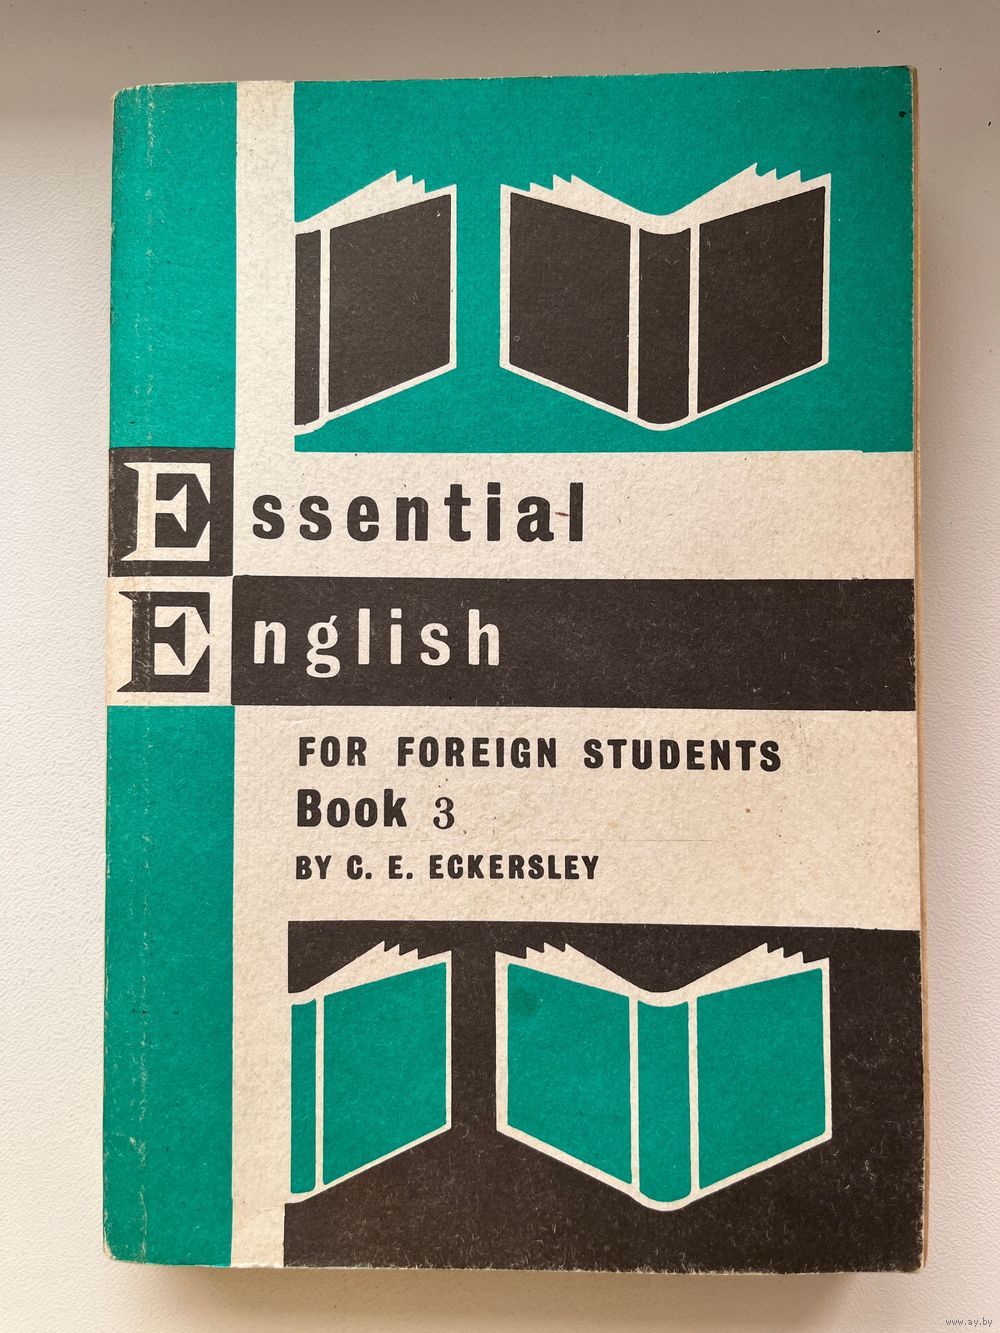 Essential
English
FOR FOREIGN STUDENTS
Book 3
BY C. E. ECKERSLEY
www.ay.by